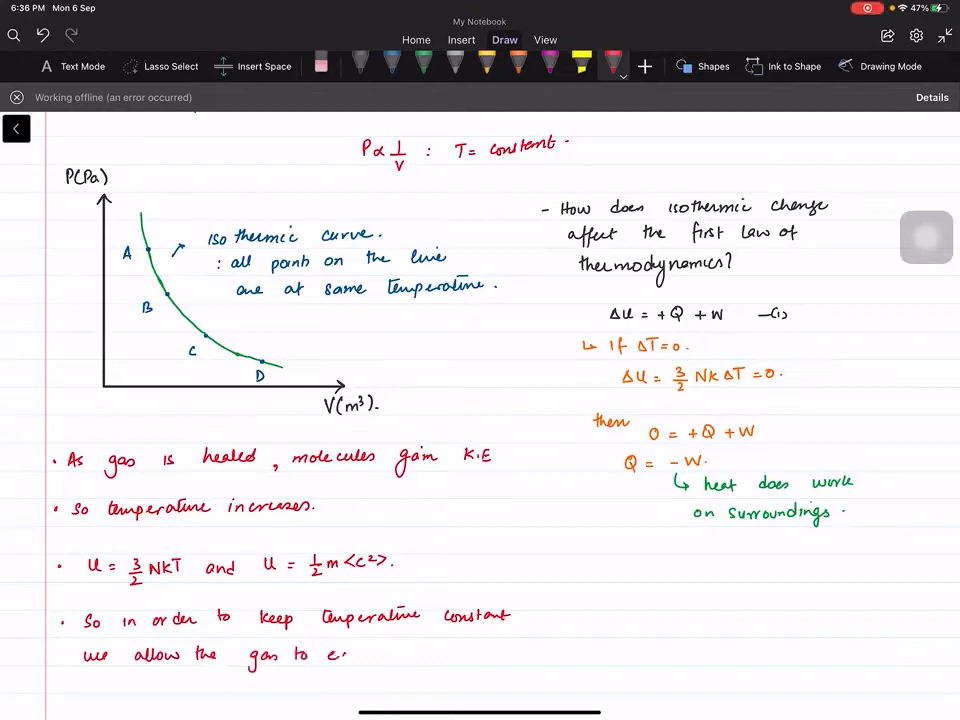 6:36 PM Mon 6 Sep
47%
My Notebook
Home Insert Draw View
Text Mode Lasso Select Insert Space Shapes Ink to Shape Drawing Mode
Working offline (an error occurred) Details
P ∝ 1/V : T = constant.
P(Pa)
A
B
C
D
V(m³).
isothermic curve.
: all points on the line
are at same temperature.
- How does isothermic change
affect the first law of
thermodynamics?
ΔU = +Q + W —(1)
↳ if ΔT=0.
ΔU = 3/2 NkΔT = 0.
then
0 = +Q + W
Q = -W.
↳ heat does work
on surroundings.
• As gas is heated, molecules gain K.E
• So temperature increases.
• U = 3/2 NkT and U = 1/2 m<c²>.
• So in order to keep temperature constant
we allow the gas to e